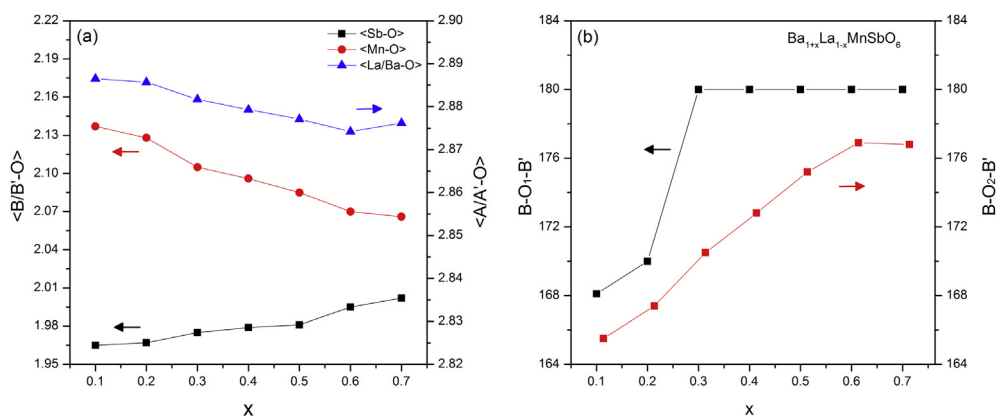 (a)
<Sb-O>
<Mn-O>
<La/Ba-O>
2.22
2.19
2.16
2.13
2.10
2.07
2.04
2.01
1.98
1.95
<B/B'-O>
2.90
2.89
2.88
2.87
2.86
2.85
2.84
2.83
2.82
<A/A'-O>
0.1 0.2 0.3 0.4 0.5 0.6 0.7
x
(b)
Ba1+xLa1-xMnSbO6
184
180
176
172
168
164
B-O1-B'
184
180
176
172
168
164
B-O2-B'
0.1 0.2 0.3 0.4 0.5 0.6 0.7
x